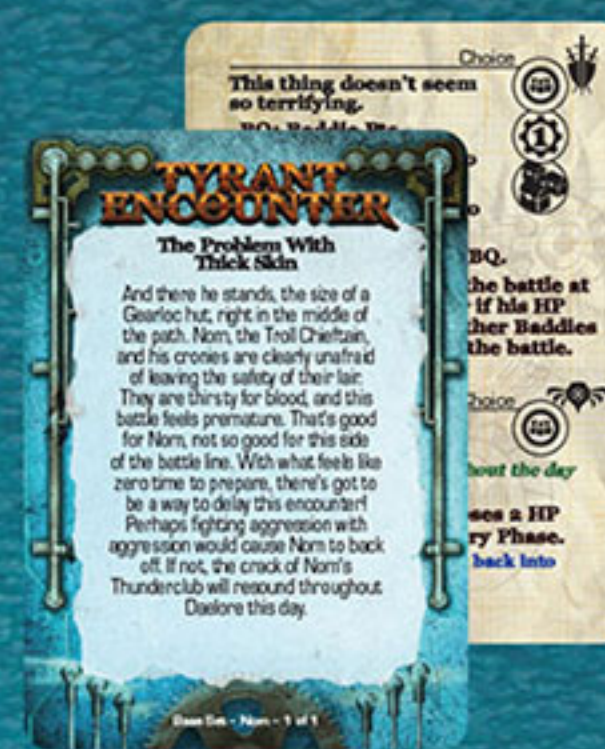 Choice
This thing doesn't seem
so terrifying.
BQ: Baddie Pts
1
BQ.
the battle at
if his HP
ther Baddies
the battle.
Choice
hout the day
ses 2 HP
ry Phase.
back into
TYRANT
ENCOUNTER
The Problem With
Thick Skin
And there he stands, the size of a
Gearloc hut, right in the middle of
the path. Nom, the Troll Chieftain,
and his cronies are clearly unafraid
of leaving the safety of their lair.
They are thirsty for blood, and this
battle feels premature. That's good
for Nom, not so good for this side
of the battle line. With what feels like
zero time to prepare, there's got to
be a way to delay this encounter!
Perhaps fighting aggression with
aggression would cause Nom to back
off. If not, the crack of Nom's
Thunderclub will resound throughout
Daelore this day.
Base Set - Nom - 1 of 1